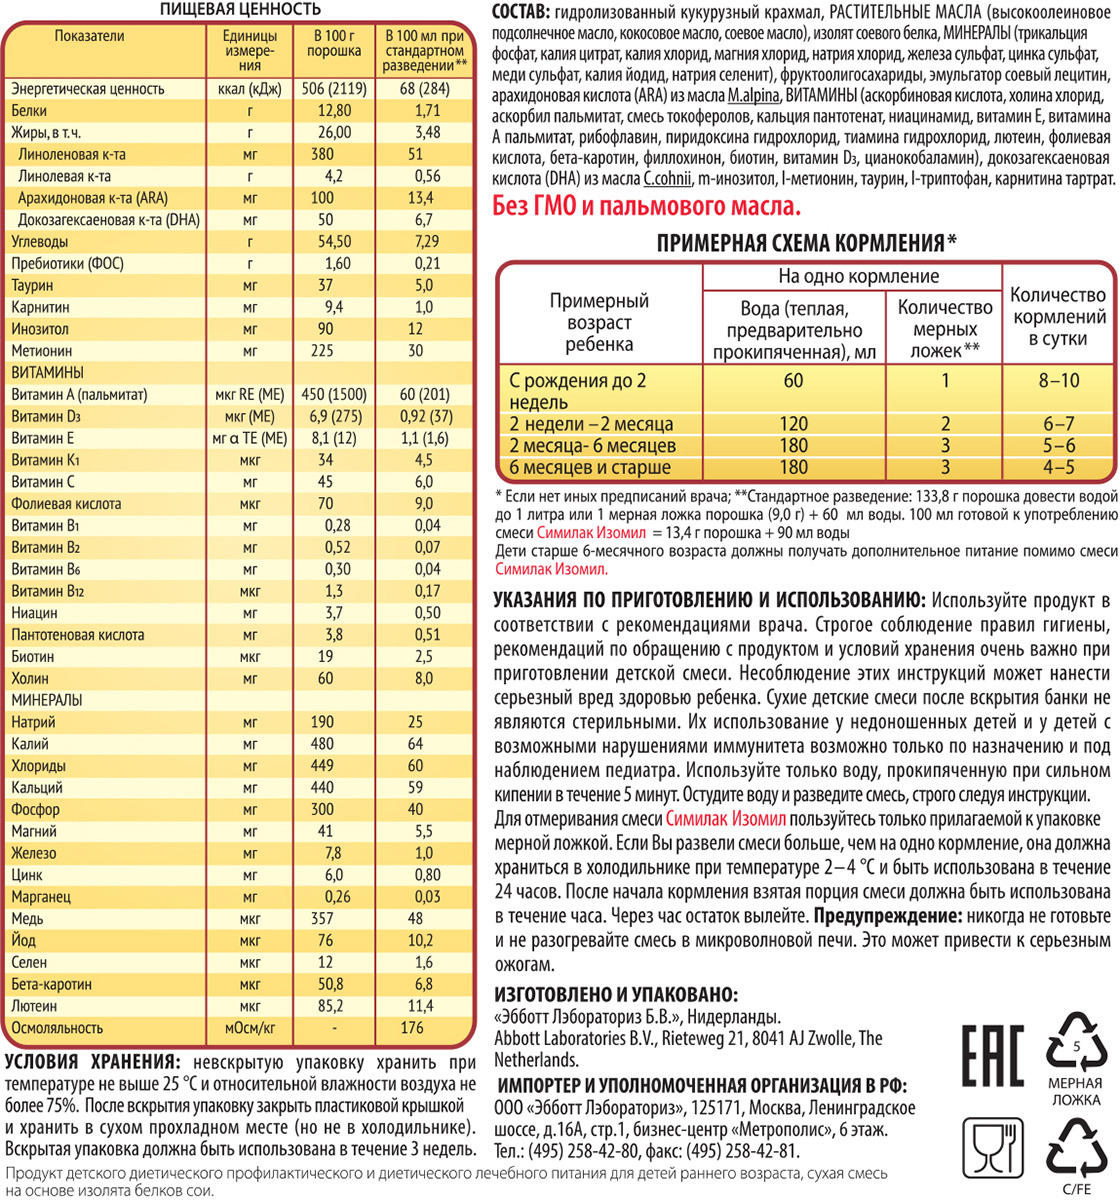 ПИЩЕВАЯ ЦЕННОСТЬ
Показатели Единицы измере- ния В 100 г порошка В 100 мл при стандартном разведении**
Энергетическая ценность ккал (кДж) 506 (2119) 68 (284)
Белки г 12,80 1,71
Жиры, в т. ч. г 26,00 3,48
Линоленовая к-та мг 380 51
Линолевая к-та мг 4,2 0,56
Арахидоновая к-та (ARA) мг 100 13,4
Докозагексаеновая к-та (DHA) мг 50 6,7
Углеводы г 54,50 7,29
Пребиотики (ФОС) г 1,60 0,21
Таурин мг 37 5,0
Карнитин мг 9,4 1,0
Инозитол мг 90 12
Метионин мг 225 30
ВИТАМИНЫ
Витамин А (пальмитат) мкг RE (МЕ) 450 (1500) 60 (201)
Витамин D3 мкг (МЕ) 6,9 (275) 0,92 (37)
Витамин Е мг α ТЕ (МЕ) 8,1 (12) 1,1 (1,6)
Витамин K1 мкг 34 4,5
Витамин С мкг 45 6,0
Фолиевая кислота мкг 70 9,0
Витамин B1 мкг 0,28 0,04
Витамин B2 мкг 0,52 0,07
Витамин B6 мкг 0,30 0,04
Витамин B12 мкг 1,3 0,17
Ниацин мг 3,7 0,50
Пантотеновая кислота мг 3,8 0,51
Биотин мкг 19 2,5
Холин мг 60 8,0
МИНЕРАЛЫ
Натрий мг 190 25
Калий мг 480 64
Хлориды мг 449 60
Кальций мг 440 59
Фосфор мг 300 40
Магний мг 41 5,5
Железо мг 7,8 1,0
Цинк мг 6,0 0,80
Марганец мг 0,26 0,03
Медь мкг 357 48
Йод мкг 76 10,2
Селен мкг 12 1,6
Бета-каротин мкг 50,8 6,8
Лютеин мкг 85,2 11,4
Осмоляльность мОсм/кг - 176
УСЛОВИЯ ХРАНЕНИЯ: невскрытую упаковку хранить при
температуре не выше 25 °С и относительной влажности воздуха не
более 75%. После вскрытия упаковку закрыть пластиковой крышкой
и хранить в сухом прохладном месте (но не в холодильнике).
Вскрытая упаковка должна быть использована в течение 3 недель.
Продукт детского диетического профилактического и диетического лечебного питания для детей раннего возраста, сухая смесь
на основе изолята белков сои.
СОСТАВ: гидролизованный кукурузный крахмал, РАСТИТЕЛЬНЫЕ МАСЛА (высокоолеиновое
подсолнечное масло, кокосовое масло, соевое масло), изолят соевого белка, МИНЕРАЛЫ (трикальция
фосфат, калия цитрат, калия хлорид, магния хлорид, натрия хлорид, железа сульфат, цинка сульфат,
меди сульфат, калия йодид, натрия селенит), фруктоолигосахариды, эмульгатор соевый лецитин,
арахидоновая кислота (ARA) из масла M.alpina, ВИТАМИНЫ (аскорбиновая кислота, холина хлорид,
аскорбил пальмитат, смесь токоферолов, кальция пантотенат, ниацинамид, витамин Е, витамина
А пальмитат, рибофлавин, пиридоксина гидрохлорид, тиамина гидрохлорид, лютеин, фолиевая
кислота, бета-каротин, филлохинон, биотин, витамин D3, цианокобаламин), докозагексаеновая
кислота (DHA) из масла C.cohnii, m-инозитол, l-метионин, таурин, l-триптофан, карнитина тартрат.
Без ГМО и пальмового масла.
ПРИМЕРНАЯ СХЕМА КОРМЛЕНИЯ*
Примерный возраст ребенка На одно кормление Количество кормлений в сутки
Вода (теплая, предварительно прокипяченная), мл Количество мерных ложек**
С рождения до 2 недель 60 1 8–10
2 недели – 2 месяца 120 2 6–7
2 месяца- 6 месяцев 180 3 5–6
6 месяцев и старше 180 3 4–5
* Если нет иных предписаний врача; **Стандартное разведение: 133,8 г порошка довести водой
до 1 литра или 1 мерная ложка порошка (9,0 г) + 60 мл воды. 100 мл готовой к употреблению
смеси Симилак Изомил = 13,4 г порошка + 90 мл воды
Дети старше 6-месячного возраста должны получать дополнительное питание помимо смеси
Симилак Изомил.
УКАЗАНИЯ ПО ПРИГОТОВЛЕНИЮ И ИСПОЛЬЗОВАНИЮ: Используйте продукт в
соответствии с рекомендациями врача. Строгое соблюдение правил гигиены,
рекомендаций по обращению с продуктом и условий хранения очень важно при
приготовлении детской смеси. Несоблюдение этих инструкций может нанести
серьезный вред здоровью ребенка. Сухие детские смеси после вскрытия банки не
являются стерильными. Их использование у недоношенных детей и у детей с
возможными нарушениями иммунитета возможно только по назначению и под
наблюдением педиатра. Используйте только воду, прокипяченную при сильном
кипении в течение 5 минут. Остудите воду и разведите смесь, строго следуя инструкции.
Для отмеривания смеси Симилак Изомил пользуйтесь только прилагаемой к упаковке
мерной ложкой. Если Вы развели смеси больше, чем на одно кормление, она должна
храниться в холодильнике при температуре 2–4 °С и быть использована в течение
24 часов. После начала кормления взятая порция смеси должна быть использована
в течение часа. Через час остаток вылейте. Предупреждение: никогда не готовьте
и не разогревайте смесь в микроволновой печи. Это может привести к серьезным
ожогам.
ИЗГОТОВЛЕНО И УПАКОВАНО:
«Эбботт Лэбораториз Б.В.», Нидерланды.
Abbott Laboratories B.V., Rieteweg 21, 8041 AJ Zwolle, The
Netherlands.
ИМПОРТЕР И УПОЛНОМОЧЕННАЯ ОРГАНИЗАЦИЯ В РФ:
ООО «Эбботт Лэбораториз», 125171, Москва, Ленинградское
шоссе, д.16А, стр.1, бизнес-центр «Метрополис», 6 этаж.
Тел.: (495) 258-42-80, факс: (495) 258-42-81.
ЕАС
5
МЕРНАЯ
ЛОЖКА
C/FE